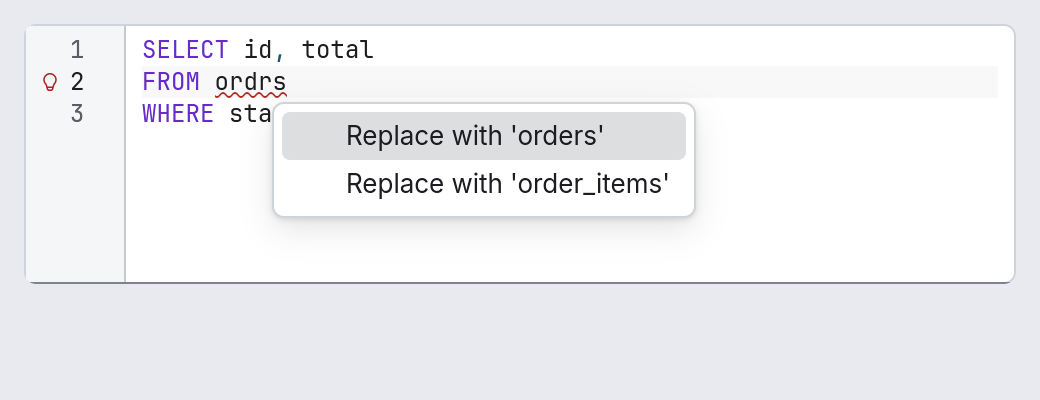 1 SELECT id, total
2 FROM ordrs
3 WHERE sta
Replace with 'orders'
Replace with 'order_items'